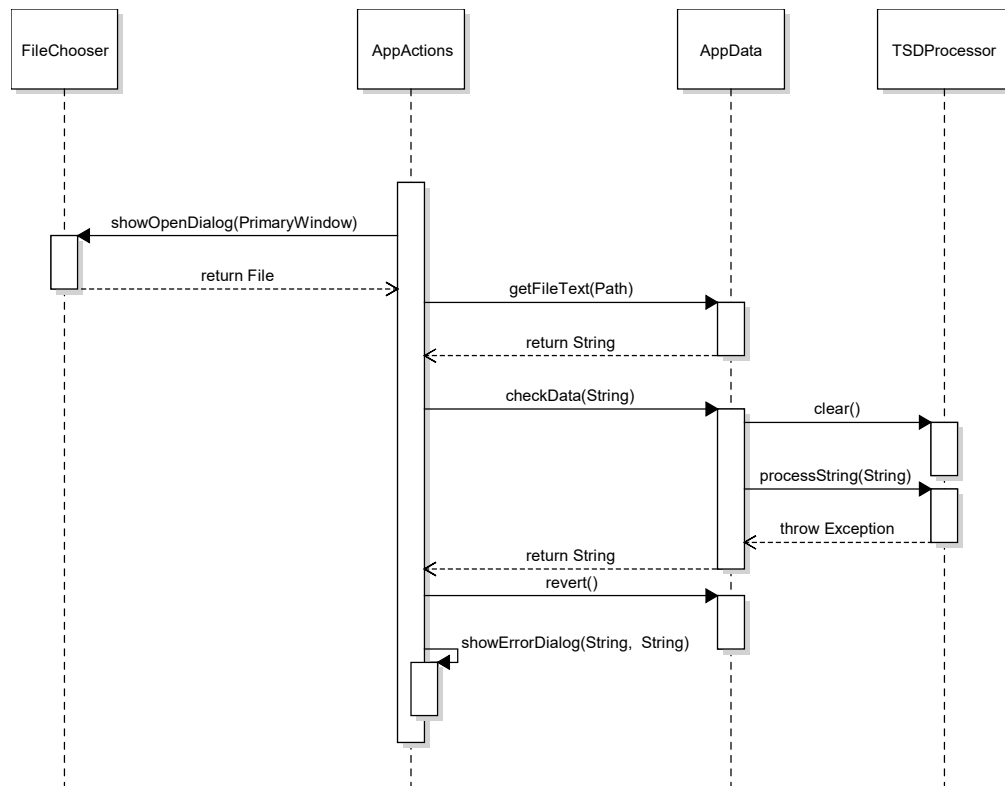 FileChooser
AppActions
AppData
TSDProcessor
showOpenDialog(PrimaryWindow)
return File
getFileText(Path)
return String
checkData(String)
clear()
processString(String)
throw Exception
return String
revert()
showErrorDialog(String, String)